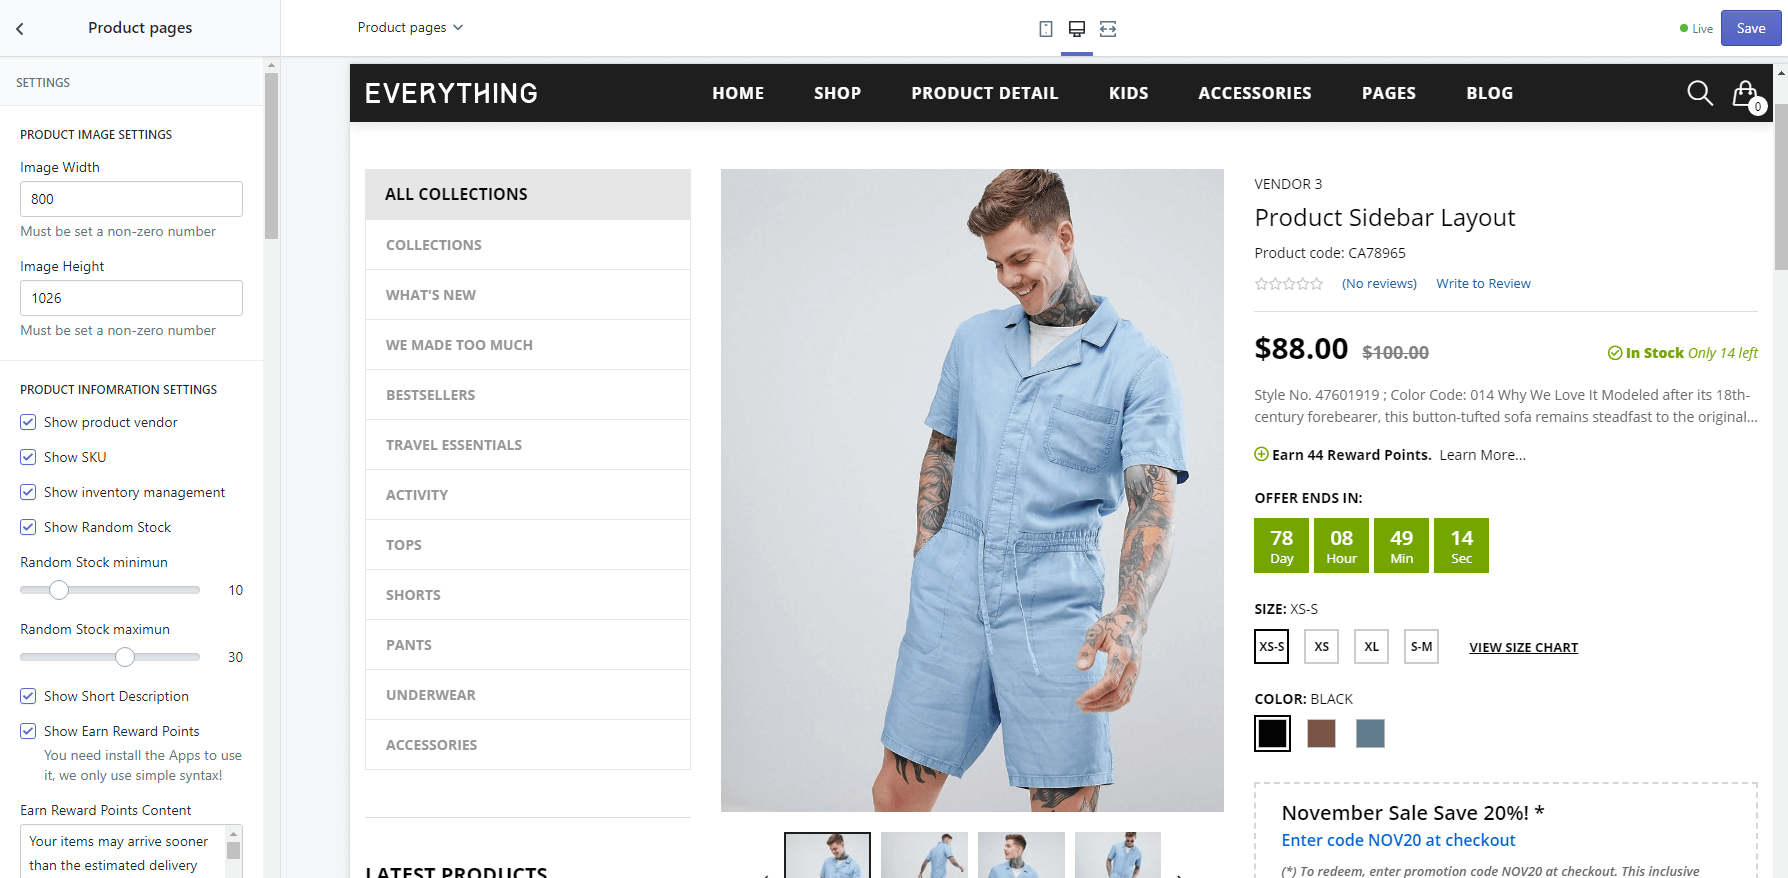 Product pages
SETTINGS
PRODUCT IMAGE SETTINGS
Image Width
800
Must be set a non-zero number
Image Height
1026
Must be set a non-zero number
PRODUCT INFOMRATION SETTINGS
Show product vendor
Show SKU
Show inventory management
Show Random Stock
Random Stock minimun
10
Random Stock maximun
30
Show Short Description
Show Earn Reward Points
You need install the Apps to use
it, we only use simple syntax!
Earn Reward Points Content
Your items may arrive sooner
than the estimated delivery
Product pages
Live
Save
EVERYTHING
HOME SHOP PRODUCT DETAIL KIDS ACCESSORIES PAGES BLOG
0
ALL COLLECTIONS
COLLECTIONS
WHAT'S NEW
WE MADE TOO MUCH
BESTSELLERS
TRAVEL ESSENTIALS
ACTIVITY
TOPS
SHORTS
PANTS
UNDERWEAR
ACCESSORIES
LATEST PRODUCTS
VENDOR 3
Product Sidebar Layout
Product code: CA78965
(No reviews) Write to Review
$88.00 $100.00 In Stock Only 14 left
Style No. 47601919 ; Color Code: 014 Why We Love It Modeled after its 18th-
century forebearer, this button-tufted sofa remains steadfast to the original...
Earn 44 Reward Points. Learn More...
OFFER ENDS IN:
78 08 49 14
Day Hour Min Sec
SIZE: XS-S
XS-S XS XL S-M VIEW SIZE CHART
COLOR: BLACK
November Sale Save 20%! *
Enter code NOV20 at checkout
(*) To redeem, enter promotion code NOV20 at checkout. This inclusive